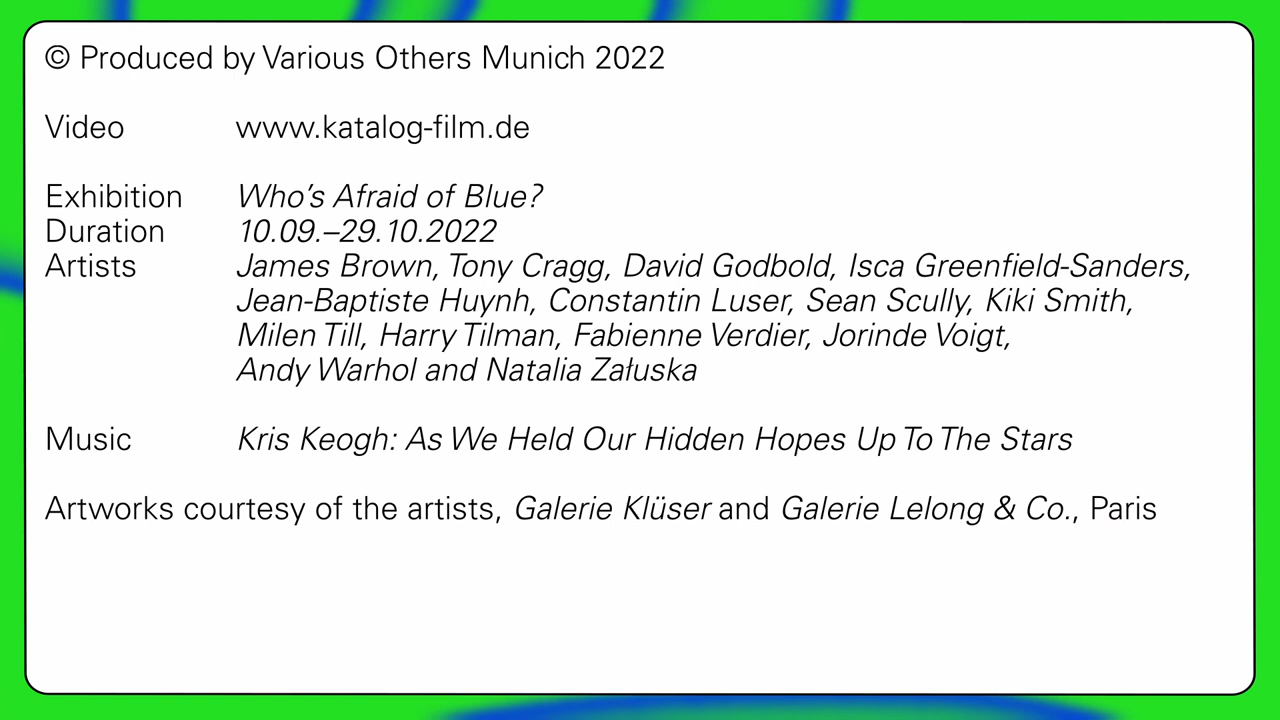 © Produced by Various Others Munich 2022
Video www.katalog-film.de
Exhibition Who’s Afraid of Blue?
Duration 10.09.–29.10.2022
Artists James Brown, Tony Cragg, David Godbold, Isca Greenfield-Sanders,
Jean-Baptiste Huynh, Constantin Luser, Sean Scully, Kiki Smith,
Milen Till, Harry Tilman, Fabienne Verdier, Jorinde Voigt,
Andy Warhol and Natalia Załuska
Music Kris Keogh: As We Held Our Hidden Hopes Up To The Stars
Artworks courtesy of the artists, Galerie Klüser and Galerie Lelong & Co., Paris